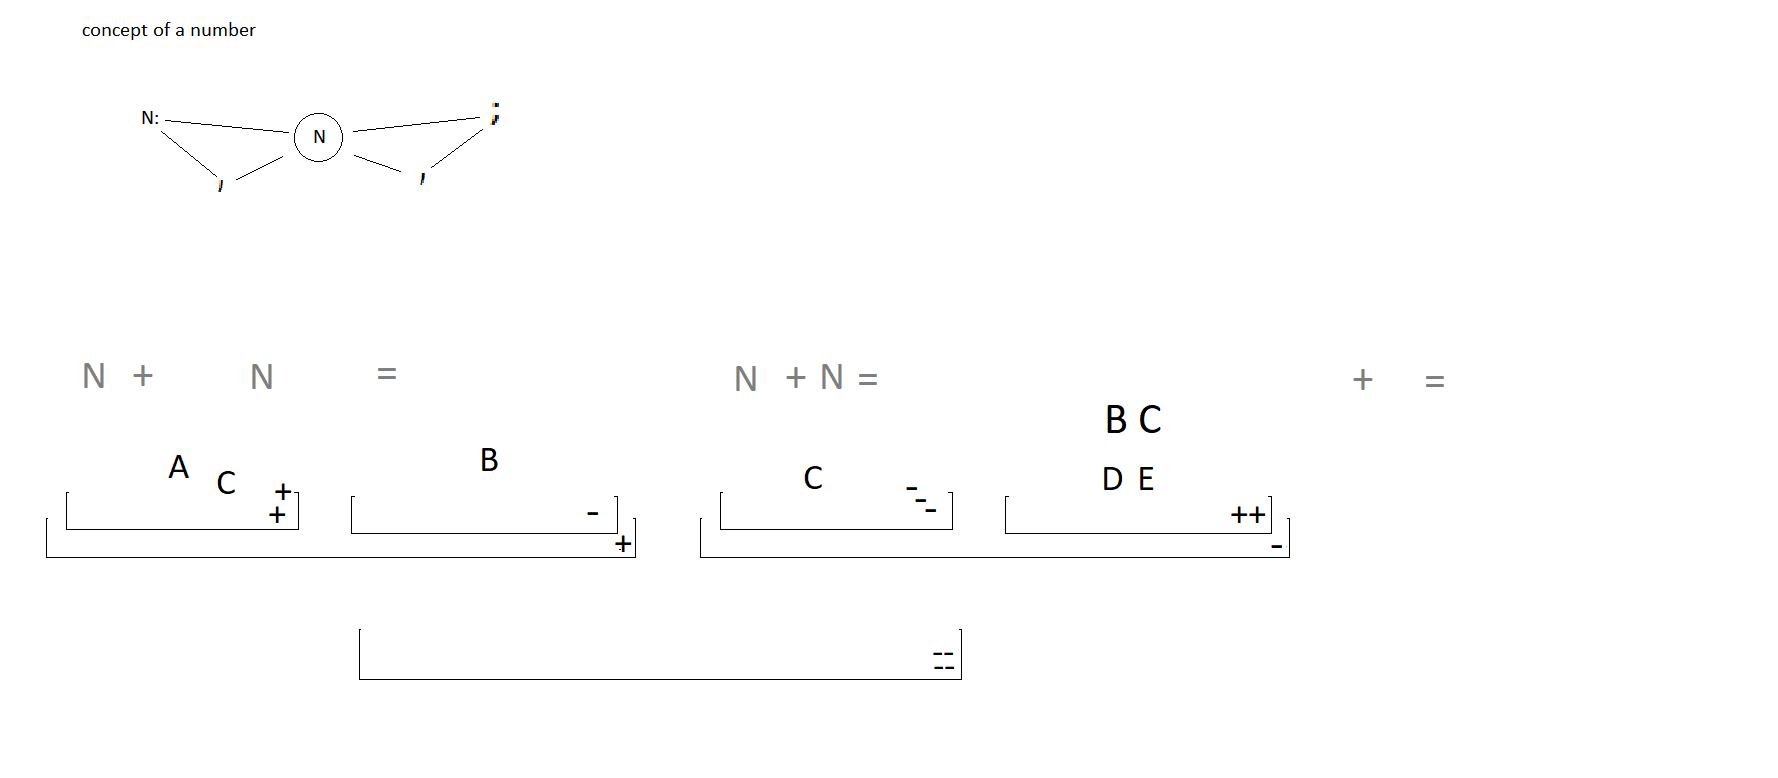 concept of a number
N: N ;
, ,
N + N = N + N = + =
B C
A C + B C - D E
+ - - - ++
+ -
--
--